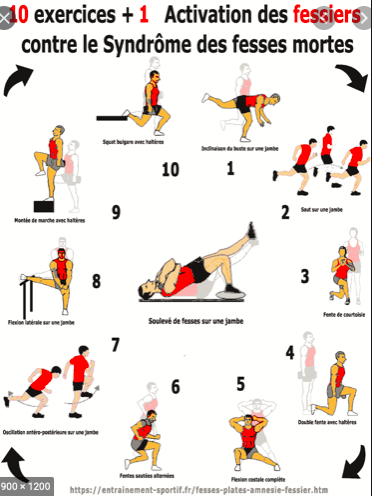 10 exercices + 1 Activation des fessiers
contre le Syndrôme des fesses mortes
Squat bulgare avec haltères
Inclinaison du buste sur une jambe
10
1
Montée de marche avec haltères
9
2
Saut sur une jambe
8
3
Flexion latérale sur une jambe
Soulevé de fesses sur une jambe
Fente de courtoisie
7
4
6
5
Oscillation antéro-postérieure sur une jambe
Double fente avec haltères
Fentes sautées alternées
Flexion costale complète
900 × 1200
https://entrainement-sportif.fr/fesses-plates-amnesie-fessier.htm